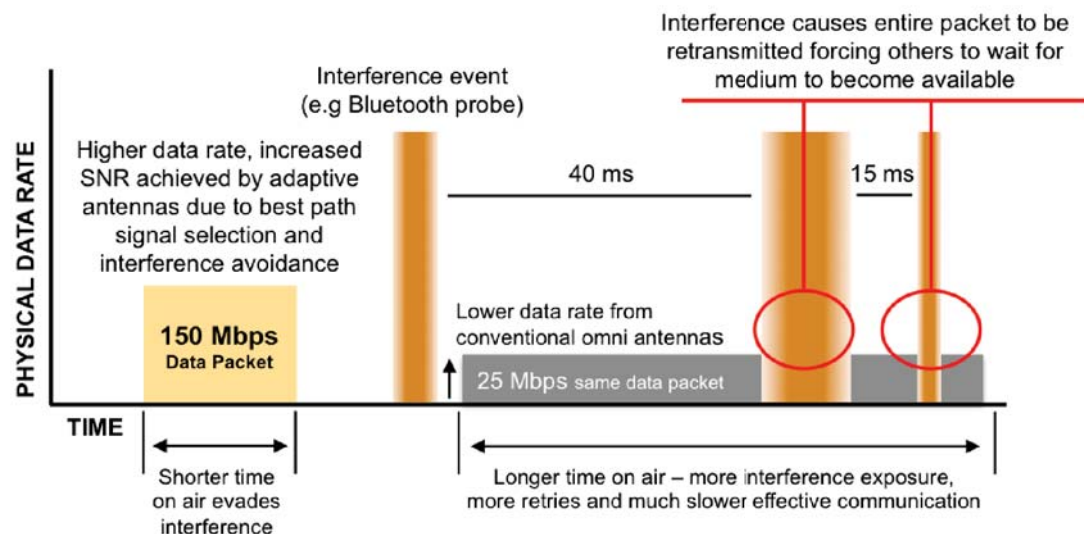 Interference causes entire packet to be
retransmitted forcing others to wait for
medium to become available
Interference event
(e.g Bluetooth probe)
Higher data rate, increased
SNR achieved by adaptive
antennas due to best path
signal selection and
interference avoidance
40 ms
15 ms
PHYSICAL DATA RATE
150 Mbps
Data Packet
Lower data rate from
conventional omni antennas
25 Mbps same data packet
TIME
Shorter time
on air evades
interference
Longer time on air – more interference exposure,
more retries and much slower effective communication